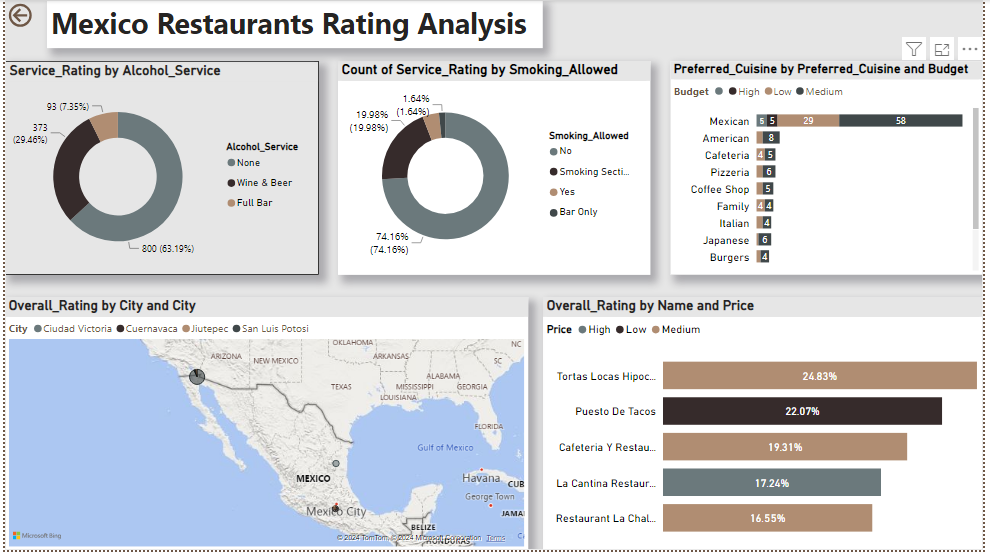 Mexico Restaurants Rating Analysis
Service_Rating by Alcohol_Service
93 (7.35%)
373
(29.46%)
800 (63.19%)
Alcohol_Service
None
Wine & Beer
Full Bar
Count of Service_Rating by Smoking_Allowed
1.64%
(1.64%)
19.98%
(19.98%)
74.16%
(74.16%)
Smoking_Allowed
No
Smoking Secti...
Yes
Bar Only
Preferred_Cuisine by Preferred_Cuisine and Budget
Budget High Low Medium
Mexican 5 5 29 58
American 8
Cafeteria 4 5
Pizzeria 6
Coffee Shop 5
Family 4 4
Italian 4
Japanese 6
Burgers 4
Overall_Rating by City and City
City Ciudad Victoria Cuernavaca Jiutepec San Luis Potosi
OKLAHOMA
NC
ARIZONA
NEW MEXICO
ARKANSAS
SC
TEXAS
ALABAMA
MISSISSIPPI
GEORGIA
LOUISIANA
FLORIDA
Gulf of Mexico
MEXICO
Havana
CUB
George Town
Mexico City
JAMA
BELIZE
HONDURAS
Microsoft Bing
© 2024 TomTom, © 2024 Microsoft Corporation Terms
Overall_Rating by Name and Price
Price High Low Medium
Tortas Locas Hipoc... 24.83%
Puesto De Tacos 22.07%
Cafeteria Y Restau... 19.31%
La Cantina Restaur... 17.24%
Restaurant La Chal... 16.55%